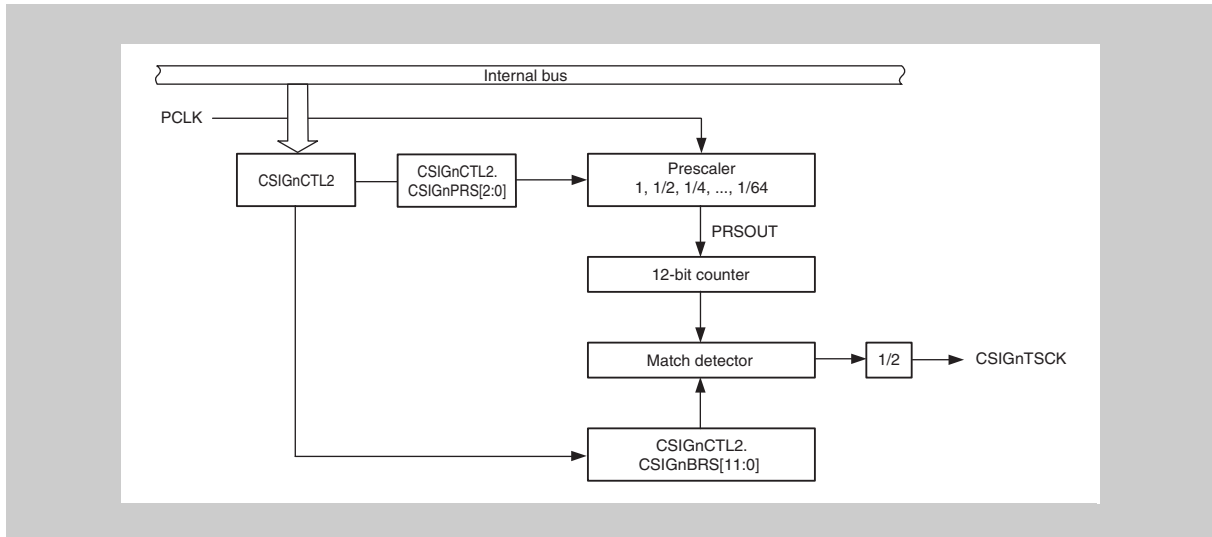 Internal bus
PCLK
CSIGnCTL2
CSIGnCTL2.
CSIGnPRS[2:0]
Prescaler
1, 1/2, 1/4, ..., 1/64
PRSOUT
12-bit counter
Match detector
1/2
CSIGnTSCK
CSIGnCTL2.
CSIGnBRS[11:0]